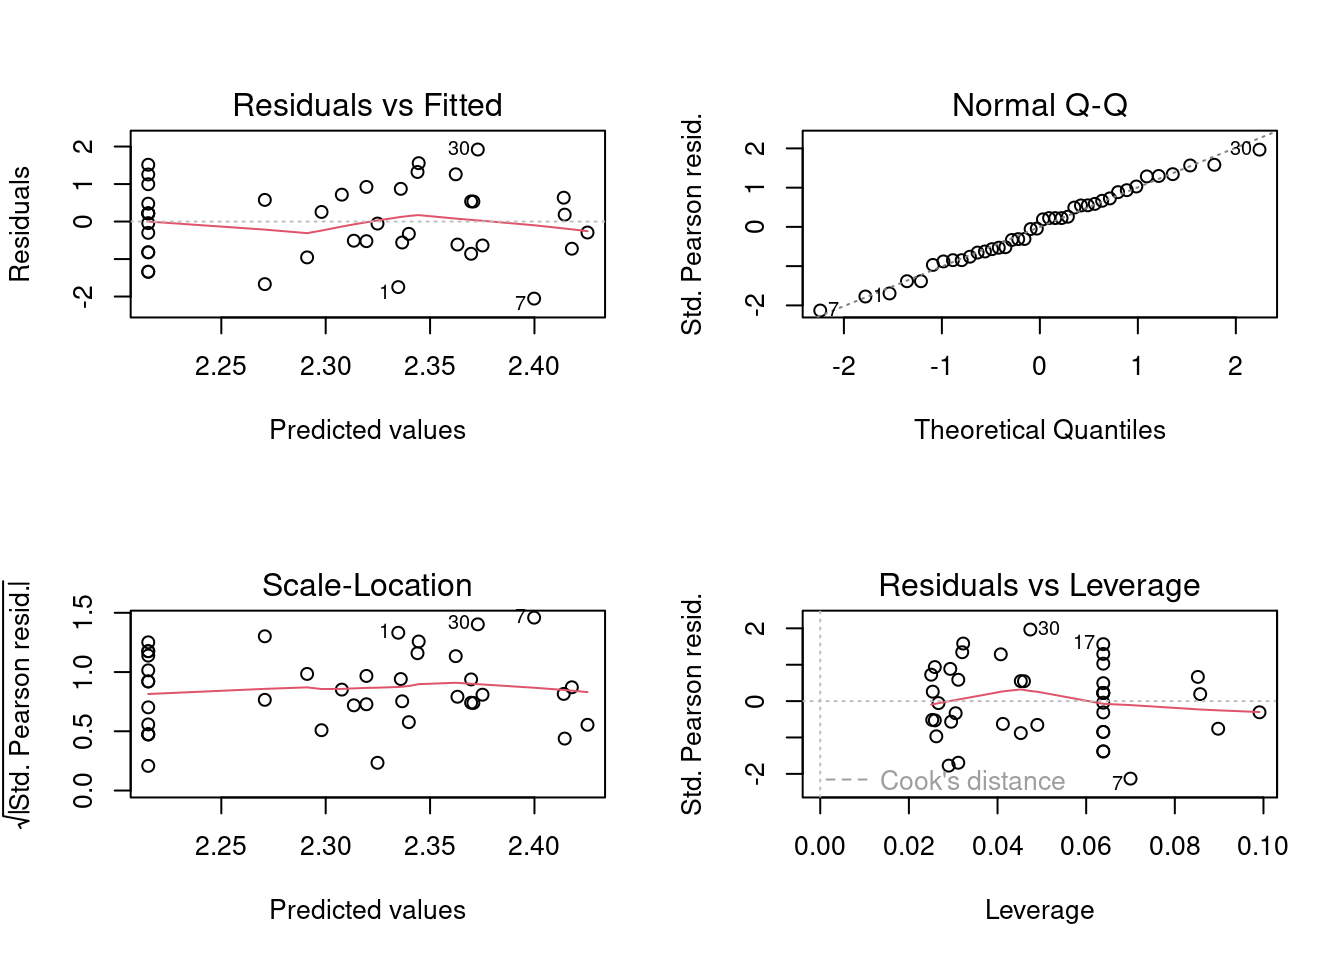 Residuals vs Fitted
Residuals
2
1
0
-2
30
1
7
2.25 2.30 2.35 2.40
Predicted values
Normal Q-Q
Std. Pearson resid.
2
1
0
-2
30
1
7
-2 -1 0 1 2
Theoretical Quantiles
Scale-Location
√|Std. Pearson resid.|
1.5
1.0
0.5
0.0
1
30
7
2.25 2.30 2.35 2.40
Predicted values
Residuals vs Leverage
Std. Pearson resid.
2
1
0
-2
30
17
7
Cook's distance
0.00 0.02 0.04 0.06 0.08 0.10
Leverage